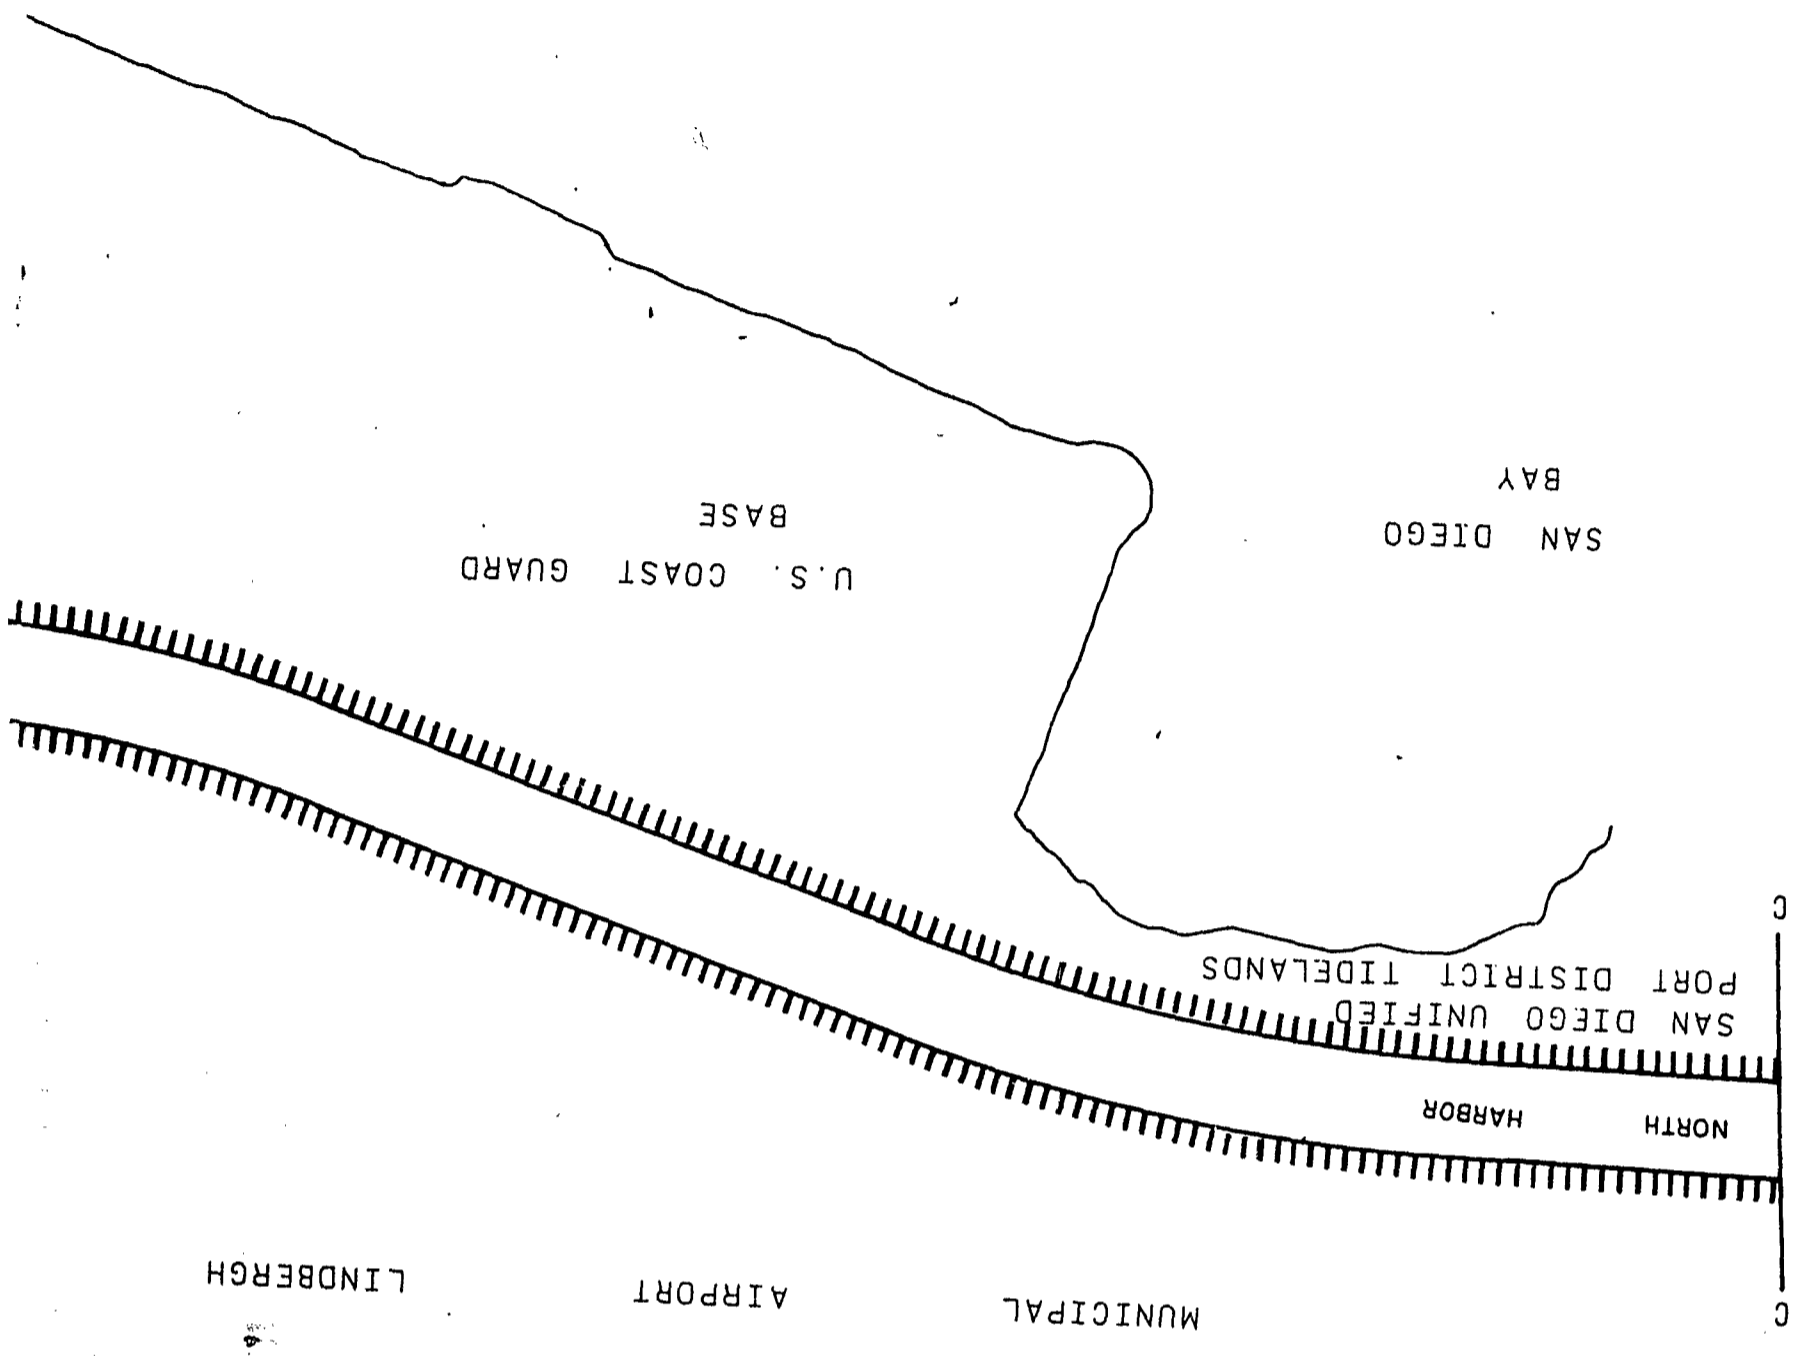 C
MUNICIPAL AIRPORT LINDBERGH
NORTH HARBOR
SAN DIEGO UNIFIED
PORT DISTRICT TIDELANDS
C
U.S. COAST GUARD
BASE
SAN DIEGO
BAY